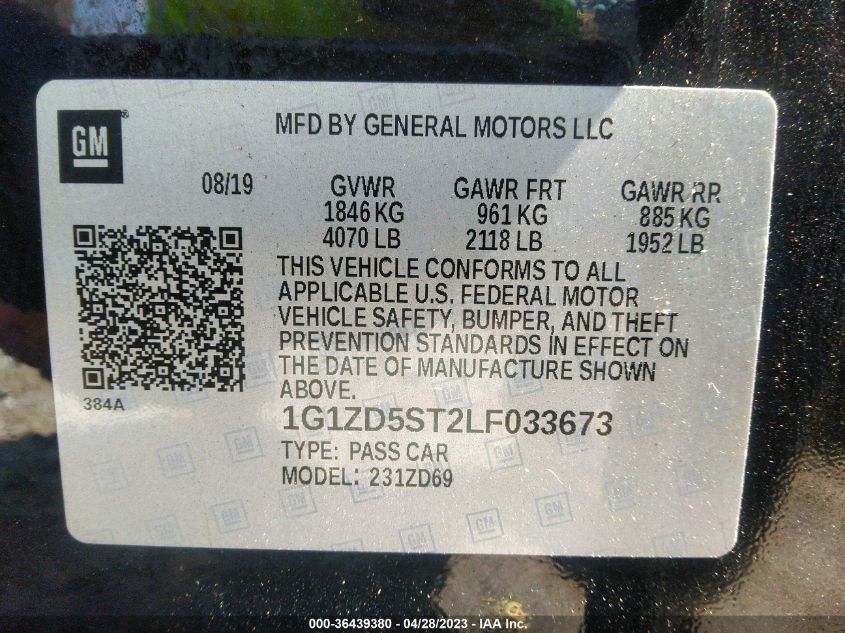 GM
MFD BY GENERAL MOTORS LLC
08/19
GVWR
1846 KG
4070 LB
GAWR FRT
961 KG
2118 LB
GAWR RR
885 KG
1952 LB
THIS VEHICLE CONFORMS TO ALL
APPLICABLE U.S. FEDERAL MOTOR
VEHICLE SAFETY, BUMPER, AND THEFT
PREVENTION STANDARDS IN EFFECT ON
THE DATE OF MANUFACTURE SHOWN
ABOVE.
384A
1G1ZD5ST2LF033673
TYPE: PASS CAR
MODEL: 231ZD69
000-36439380 - 04/28/2023 - IAA Inc.